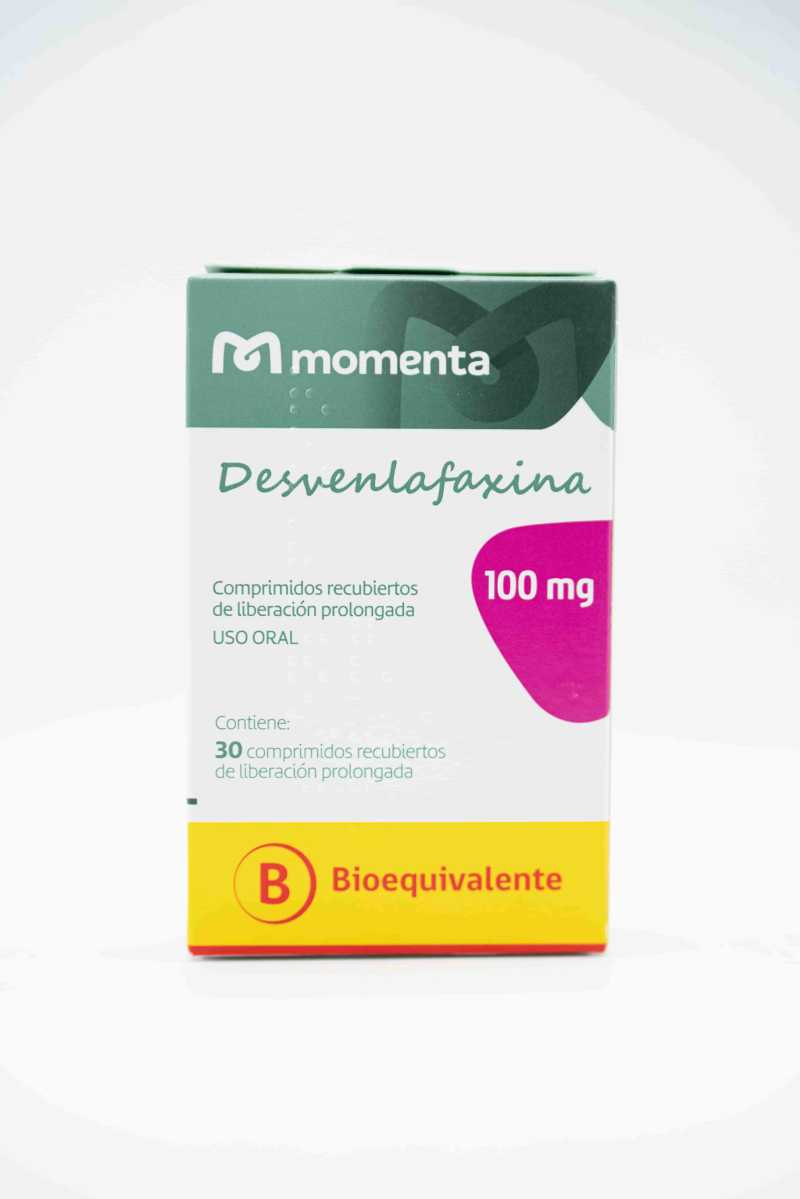 momenta
Desvenlafaxina
100 mg
Comprimidos recubiertos
de liberación prolongada
USO ORAL
Contiene:
30 comprimidos recubiertos
de liberación prolongada
B Bioequivalente